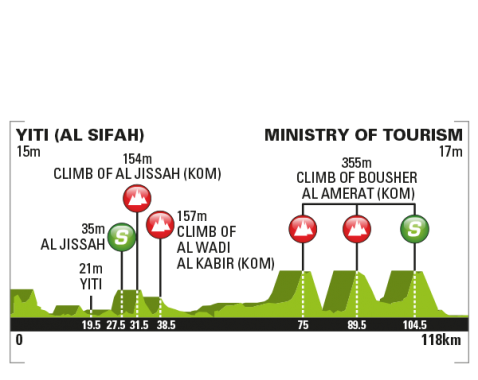 YITI (AL SIFAH)
15m
MINISTRY OF TOURISM
17m
154m
CLIMB OF AL JISSAH (KOM)
355m
CLIMB OF BOUSHER
AL AMERAT (KOM)
35m
AL JISSAH
S
157m
CLIMB OF
AL WADI
AL KABIR (KOM)
S
21m
YITI
19.5 27.5 31.5 38.5 75 89.5 104.5
0
118km